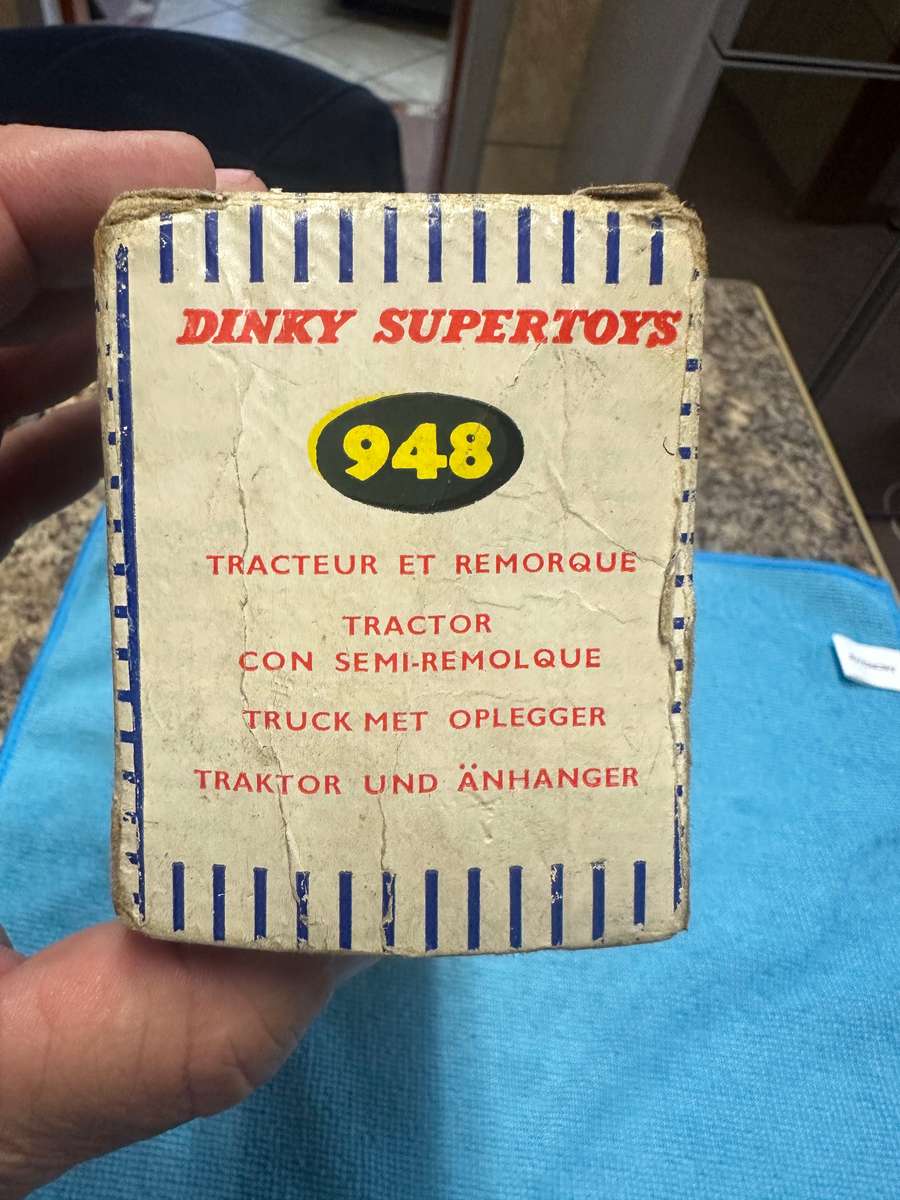 DINKY SUPERTOYS
948
TRACTEUR ET REMORQUE
TRACTOR
CON SEMI-REMOLQUE
TRUCK MET OPLEGGER
TRAKTOR UND ÄNHANGER